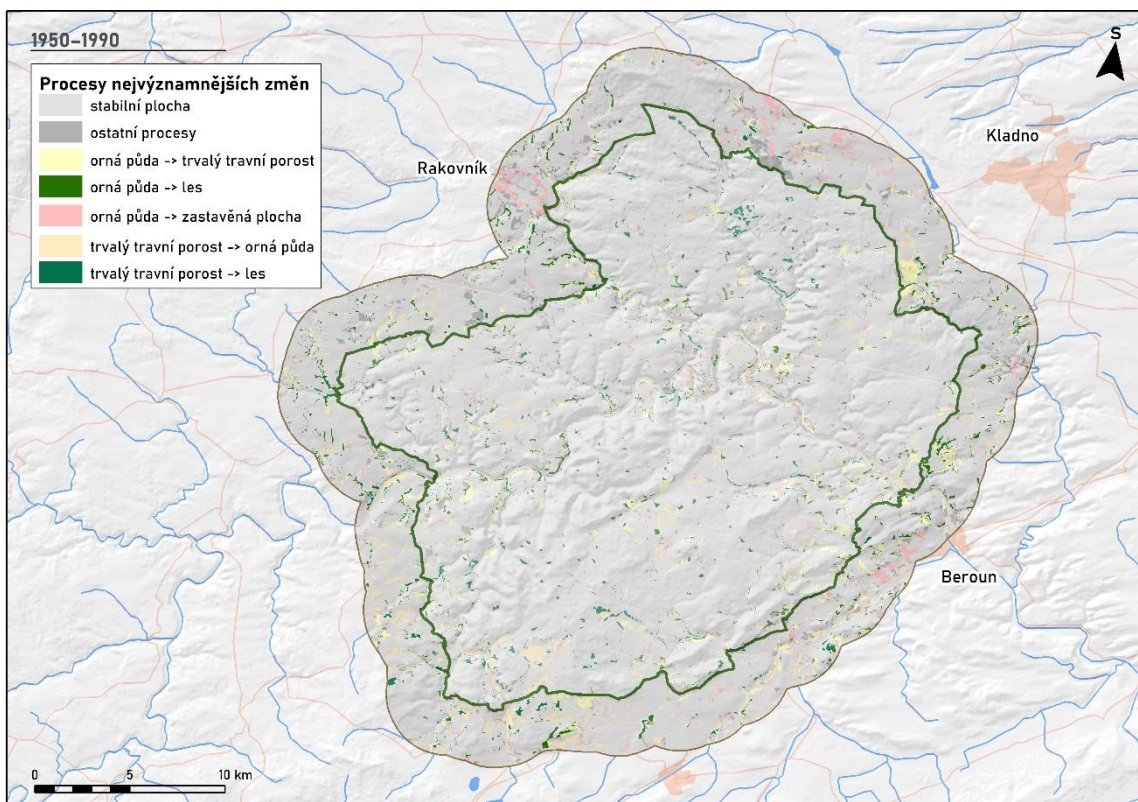 1950–1990
Procesy nejvýznamnějších změn
stabilní plocha
ostatní procesy
orná půda -> trvalý travní porost
orná půda -> les
orná půda -> zastavěná plocha
trvalý travní porost -> orná půda
trvalý travní porost -> les
S
Kladno
Rakovník
Beroun
0 5 10 km